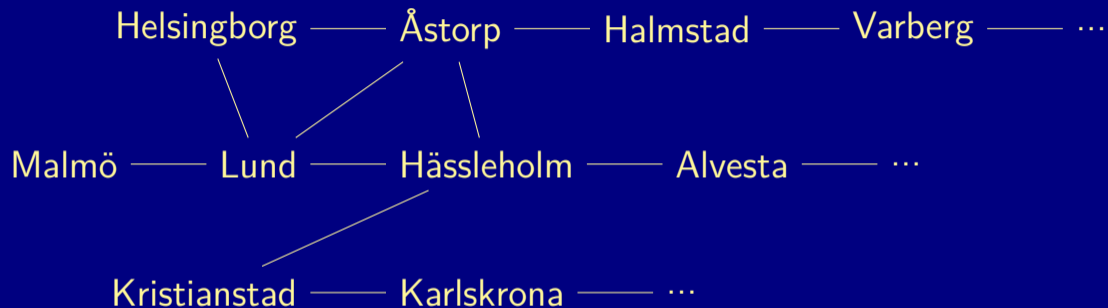 Helsingborg Åstorp Halmstad Varberg ...
Malmö Lund Hässleholm Alvesta ...
Kristianstad Karlskrona ...